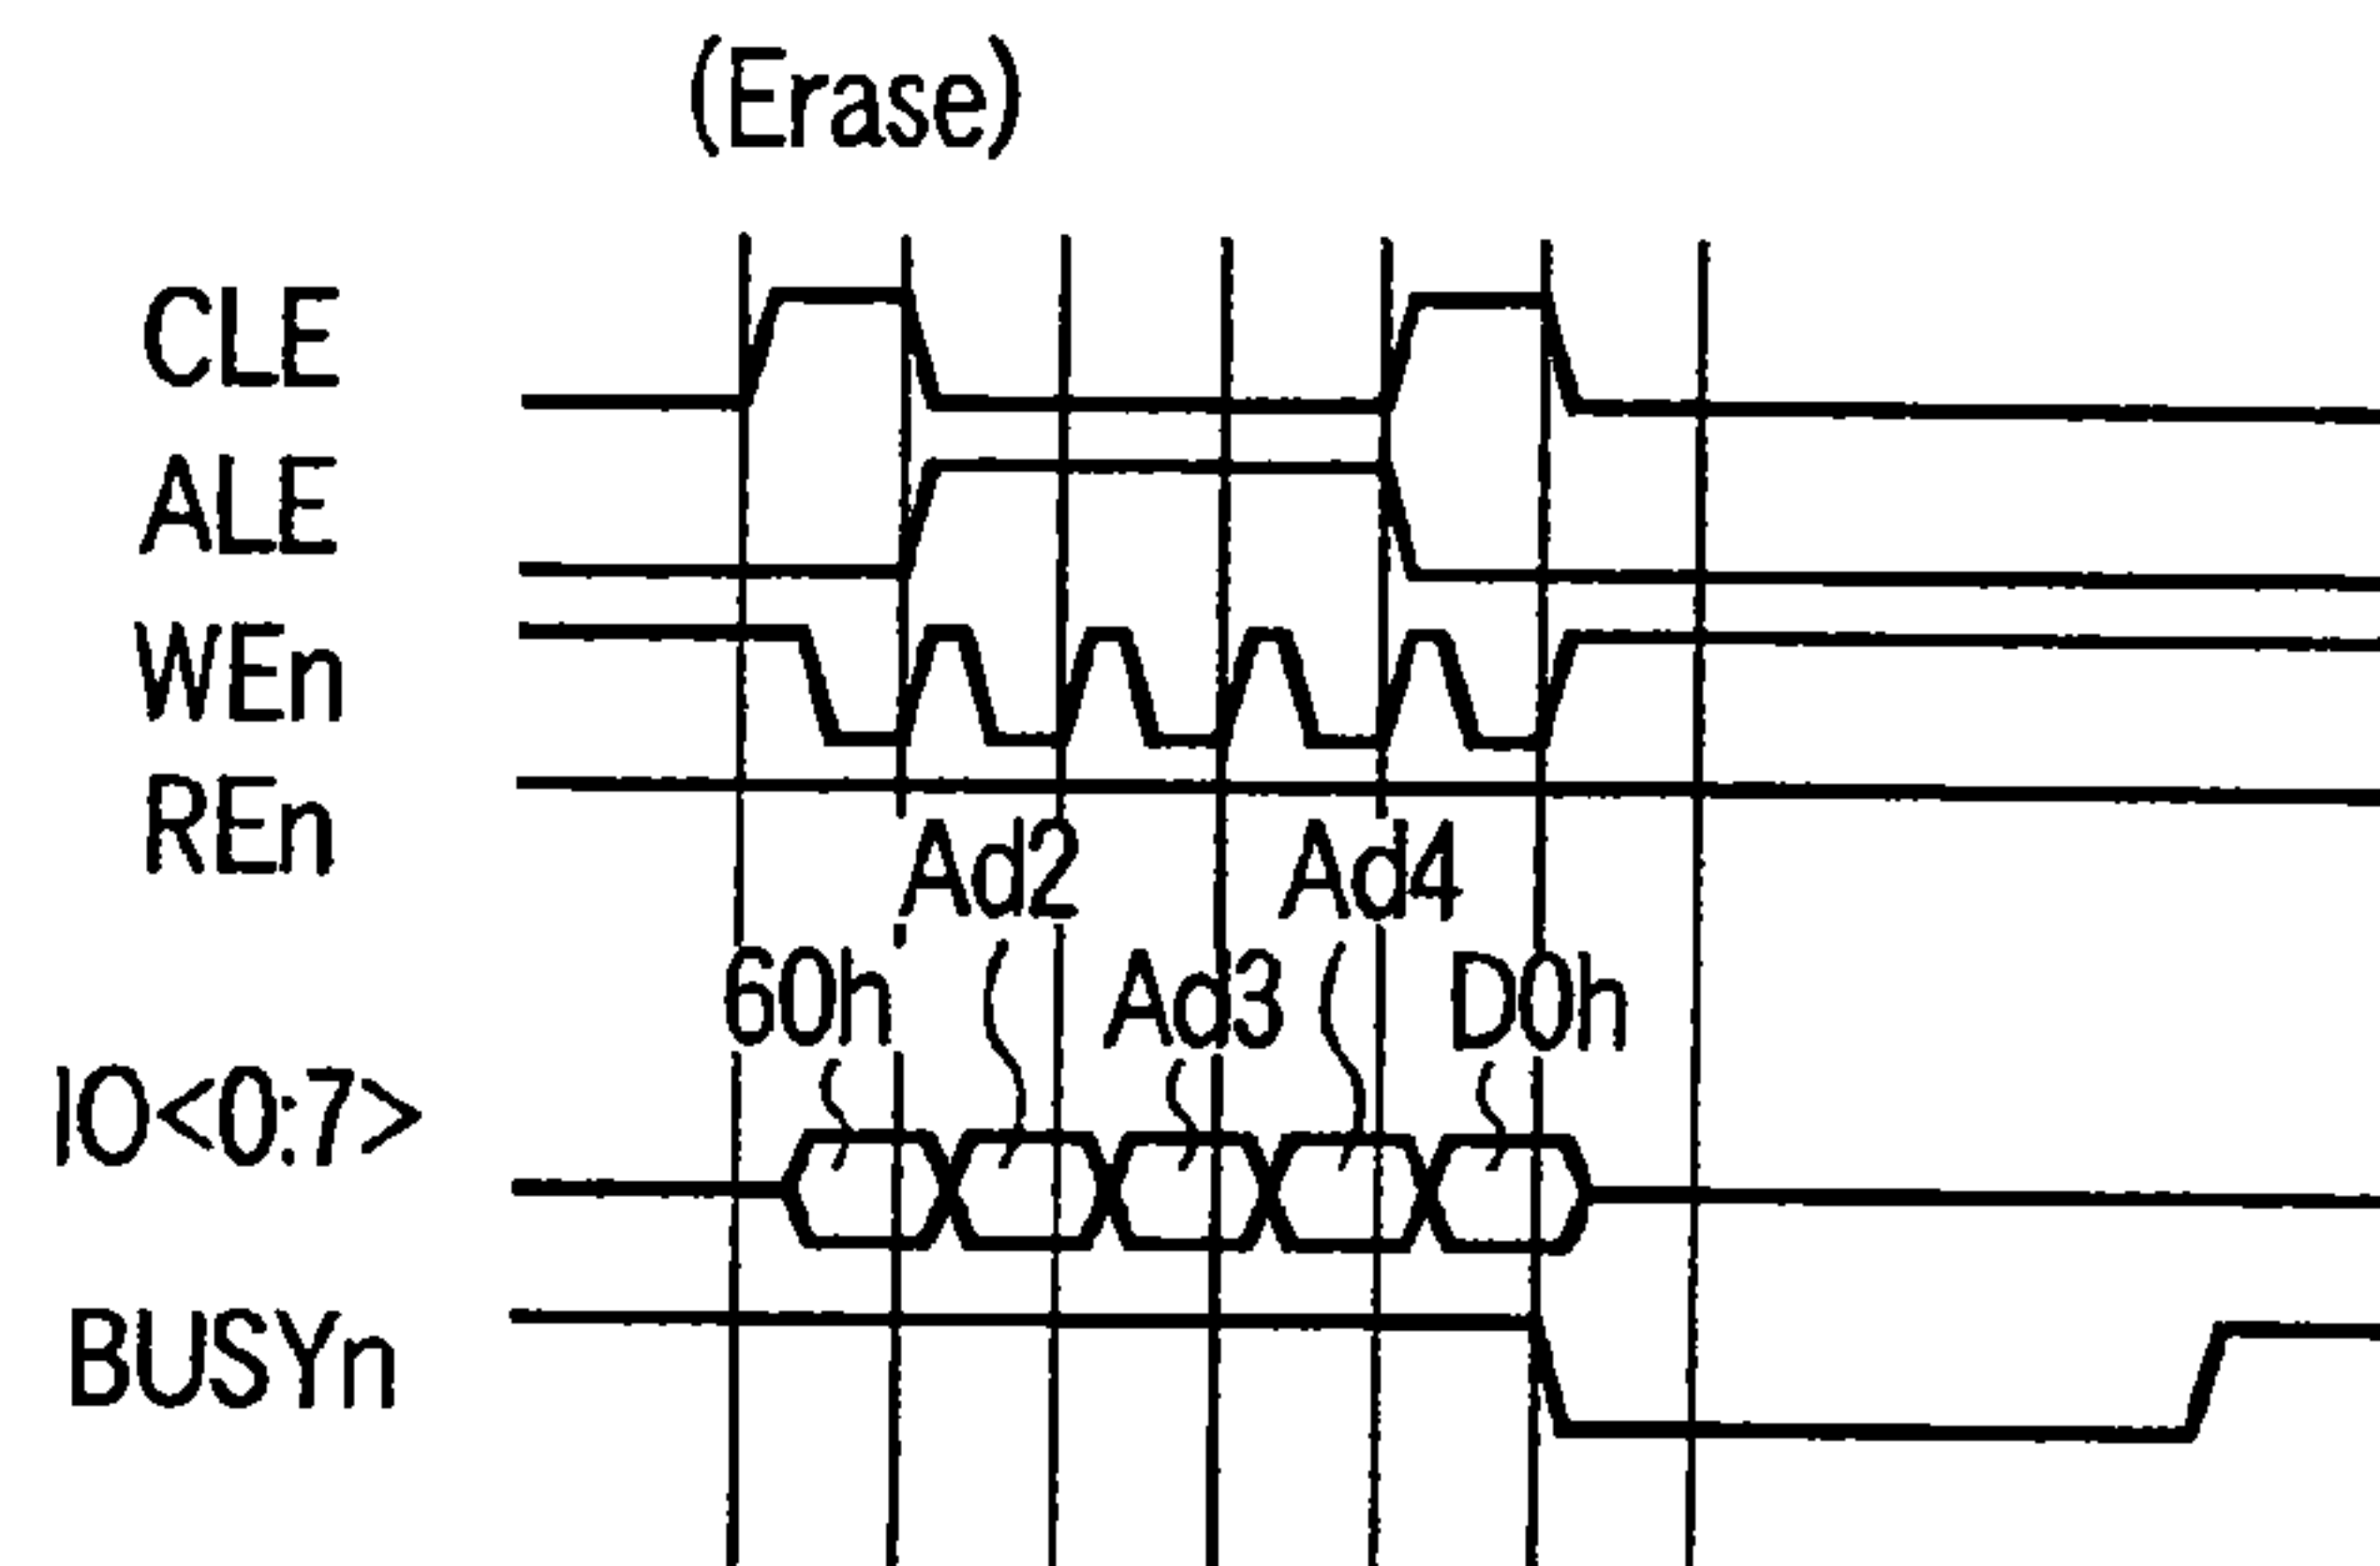 (Erase)
CLE
ALE
WEn
REn
Ad2 Ad4
60h Ad3 D0h
IO<0:7>
BUSYn